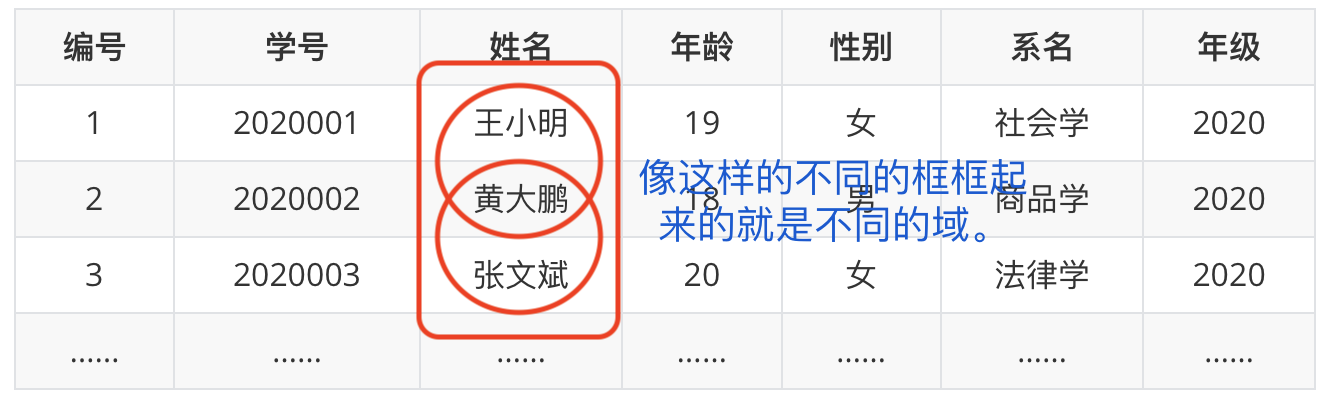 编号 学号 姓名 年龄 性别 系名 年级
1 2020001 王小明 19 女 社会学 2020
2 2020002 黄大鹏 18 男 商品学 2020
3 2020003 张文斌 20 女 法律学 2020
...... ...... ...... ...... ...... ...... ......
像这样的不同的框框起
来的就是不同的域。